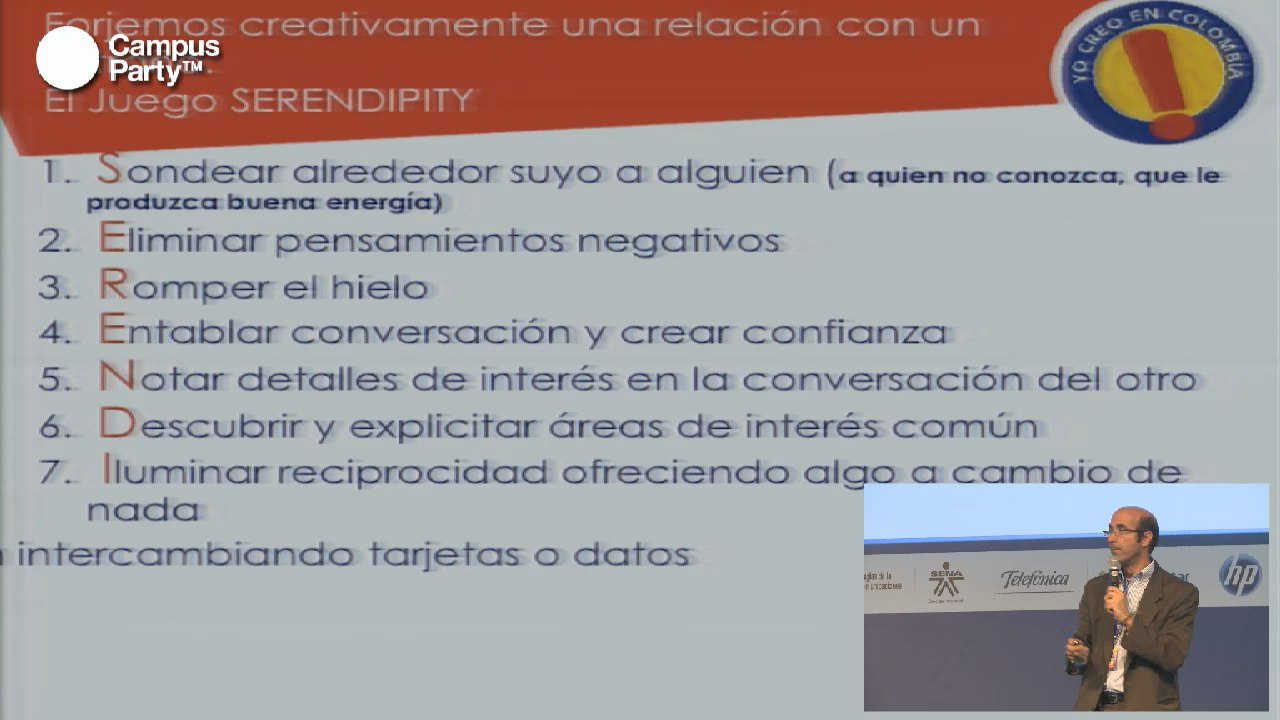 Forjemos creativamente una relación con un
Campus
Party™
El Juego SERENDIPITY
YO CREO EN COLOMBIA
1. Sondear alrededor suyo a alguien (a quien no conozca, que le
produzca buena energía)
2. Eliminar pensamientos negativos
3. Romper el hielo
4. Entablar conversación y crear confianza
5. Notar detalles de interés en la conversación del otro
6. Descubrir y explicitar áreas de interés común
7. Iluminar reciprocidad ofreciendo algo a cambio de
nada
intercambiando tarjetas o datos
SENA
Telefónica
hp